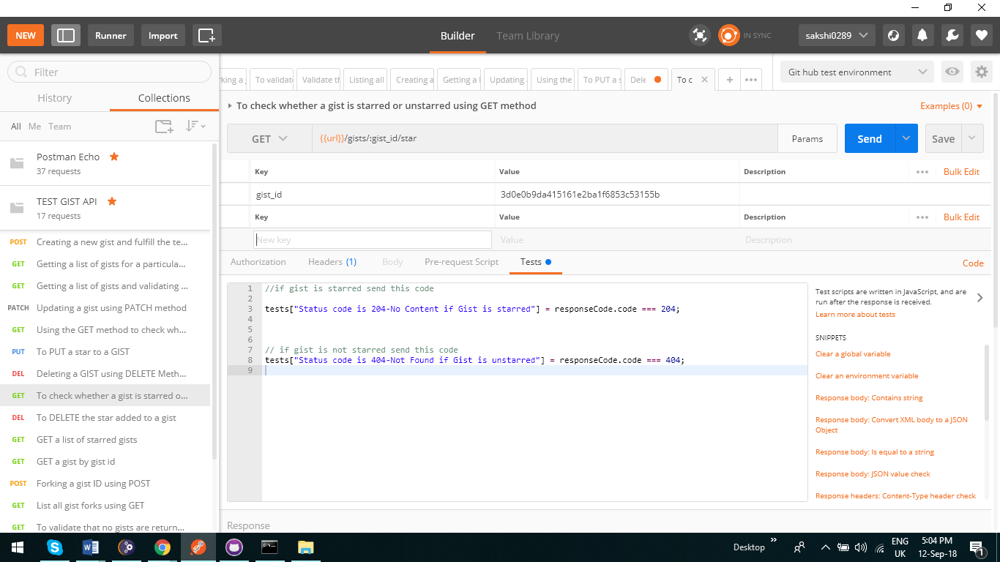 NEW Runner Import Builder Team Library IN SYNC sakshi0289
Filter
History Collections
All Me Team
Postman Echo
37 requests
TEST GIST API
17 requests
POST Creating a new gist and fulfill the te...
GET Getting a list of gists for a particula...
GET Getting a list of gists and validating ...
PATCH Updating a gist using PATCH method
GET Using the GET method to check wh...
PUT To PUT a star to a GIST
DEL Deleting a GIST using DELETE Meth...
GET To check whether a gist is starred o...
DEL To DELETE the star added to a gist
GET GET a list of starred gists
GET GET a gist by gist id
POST Forking a gist ID using POST
GET List all gist forks using GET
GET To validate that no gists are return...
rking a g To validat Validate th Listing all Creating a Getting a l Updating Using the To PUT a s Dele To c + •••
Git hub test environment
To check whether a gist is starred or unstarred using GET method
Examples (0)
GET {{url}}/gists/:gist_id/star Params Send Save
Key Value Description ••• Bulk Edit
gist_id 3d0e0b9da415161e2ba1f6853c53155b
Key Value Description ••• Bulk Edit
New key Value Description
Authorization Headers (1) Body Pre-request Script Tests Code
1 //if gist is starred send this code
2
3 tests["Status code is 204-No Content if Gist is starred"] = responseCode.code === 204;
4
5
6
7 // if gist is not starred send this code
8 tests["Status code is 404-Not Found if Gist is unstarred"] = responseCode.code === 404;
9
Test scripts are written in JavaScript, and are
run after the response is received.
Learn more about tests
SNIPPETS
Clear a global variable
Clear an environment variable
Response body: Contains string
Response body: Convert XML body to a JSON
Object
Response body: Is equal to a string
Response body: JSON value check
Response headers: Content-Type header check
Response
Desktop » ENG 5:04 PM
UK 12-Sep-18 1